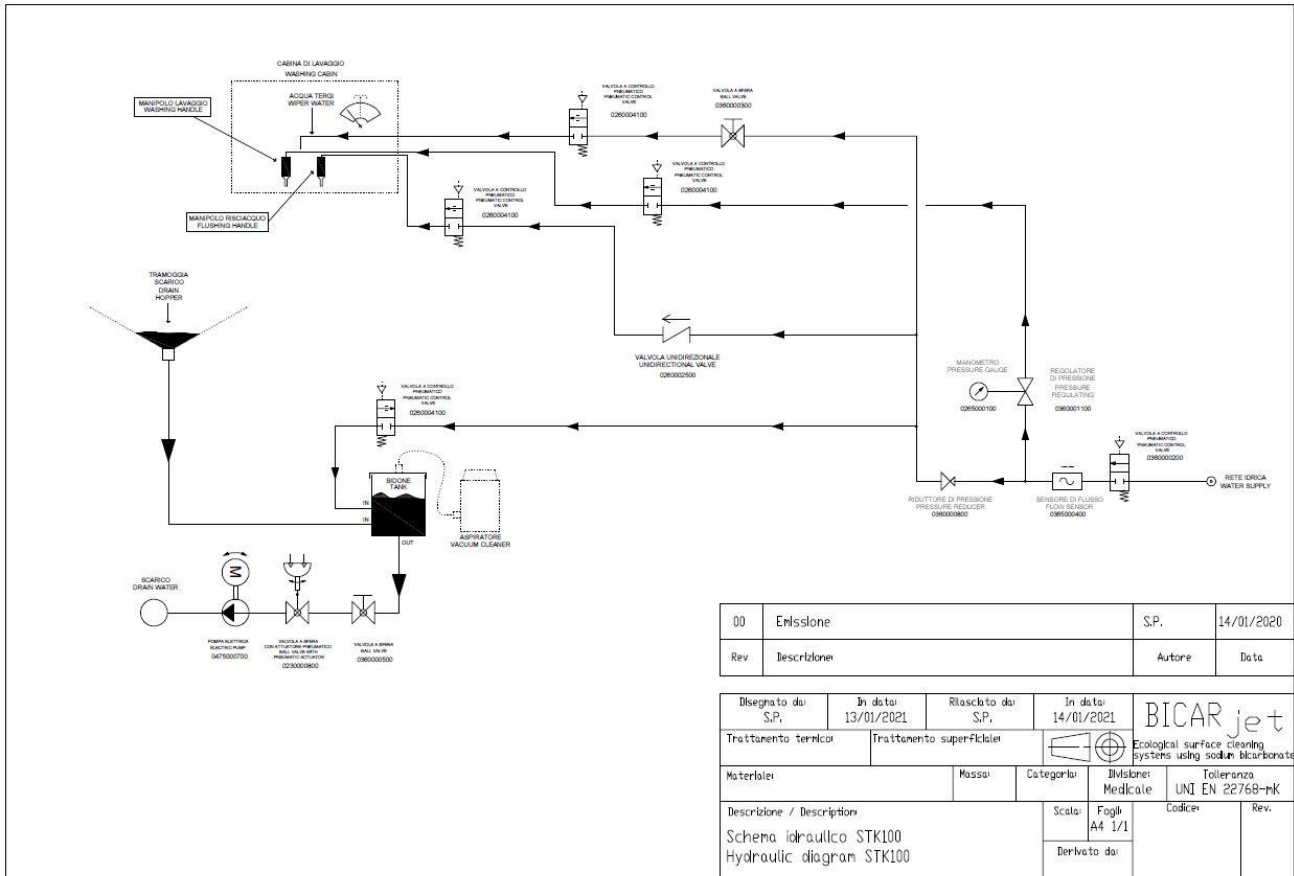 CABINA DI LAVAGGIO
WASHING CABIN
MANIPOLO LAVAGGIO
WASHING HANDLE
ACQUA TERGI
WIPER WATER
MANIPOLO RISCIACQUO
FLUSHING HANDLE
VALVOLA A CONTROLLO
PNEUMATICO
PNEUMATIC CONTROL
VALVE
0260004100
VALVOLA A SFERA
BALL VALVE
0360000300
VALVOLA A CONTROLLO
PNEUMATICO
PNEUMATIC CONTROL
VALVE
0260004100
VALVOLA A CONTROLLO
PNEUMATICO
PNEUMATIC CONTROL
VALVE
0260004100
TRAMOGGIA
SCARICO
DRAIN
HOPPER
VALVOLA UNIDIREZIONALE
UNIDIRECTIONAL VALVE
0260002500
MANOMETRO
PRESSURE GAUGE
0265000100
REGOLATORE
DI PRESSIONE
PRESSURE
REGULATING
0360001100
VALVOLA A CONTROLLO
PNEUMATICO
PNEUMATIC CONTROL
VALVE
0260004100
VALVOLA A CONTROLLO
PNEUMATICO
PNEUMATIC CONTROL
VALVE
0360000200
RETE IDRICA
WATER SUPPLY
RIDUTTORE DI PRESSIONE
PRESSURE REDUCER
0360000800
SENSORE DI FLUSSO
FLOW SENSOR
0365000400
BIDONE
TANK
IN
IN
OUT
ASPIRATORE
VACUUM CLEANER
SCARICO
DRAIN WATER
M
POMPA ELETTRICA
ELECTRIC PUMP
0475000700
VALVOLA A SFERA
CON ATTUATORE PNEUMATICO
BALL VALVE WITH
PNEUMATIC ACTUATOR
0230000800
VALVOLA A SFERA
BALL VALVE
0360000500
00 Emissione S.P. 14/01/2020
Rev Descrizione: Autore Data
Disegnato da: In data: Rilasciato da: In data:
S.P. 13/01/2021 S.P. 14/01/2021
BICAR jet
Ecological surface cleaning
systems using sodium bicarbonate
Trattamento termico: Trattamento superficiale:
Materiale: Massa: Categoria: Divisione: Tolleranza
Medicale UNI EN 22768-mK
Descrizione / Description: Scala: Fogli: Codice: Rev.
A4 1/1
Schema idraulico STK100
Hydraulic diagram STK100
Derivato da: